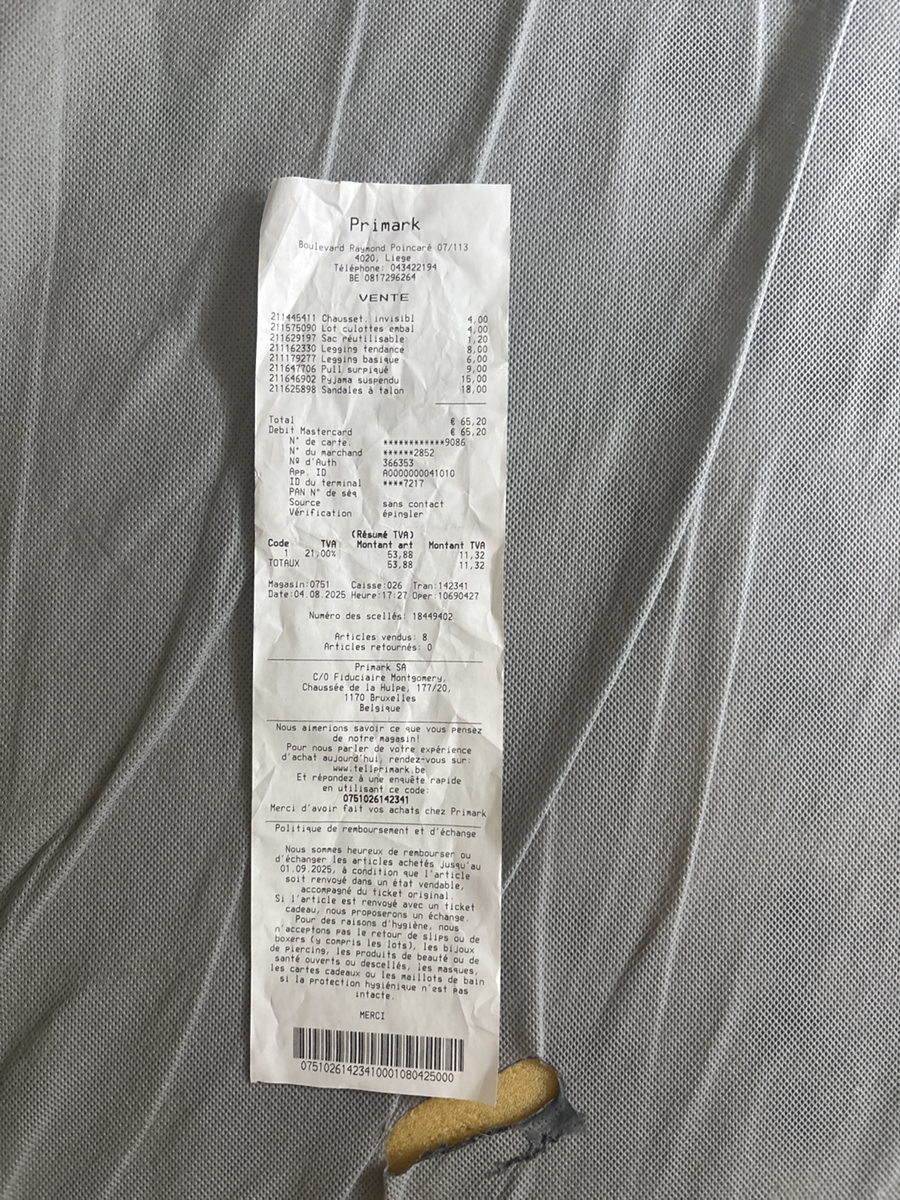 Primark
Boulevard Raymond Poincaré 07/113
4020, Liege
Téléphone: 043422194
BE 0817296264
VENTE
211445411 Chausset. invisibl 4,00
211575090 Lot culottes embal 4,00
211629197 Sac réutilisable 1,20
211162330 Legging tendance 8,00
211179277 Legging basique 6,00
211647706 Pull surpiqué 9,00
211646902 Pyjama suspendu 15,00
211625898 Sandales à talon 18,00
Total € 65,20
Debit Mastercard € 65,20
N° de carte. ************9086
N° du marchand ******2852
Nº d'Auth 366353
App. ID A0000000041010
ID du terminal ****7217
PAN N° de séq
Source sans contact
Vérification épingler
(Résumé TVA)
Code TVA Montant art Montant TVA
1 21,00% 53,88 11,32
TOTAUX 53,88 11,32
Magasin:0751 Caisse:026 Tran:142341
Date:04.08.2025 Heure:17:27 Oper:10690427
Numéro des scellés: 18449402
Articles vendus: 8
Articles retournés: 0
Primark SA
C/O Fiduciaire Montgomery,
Chaussée de la Hulpe, 177/20,
1170 Bruxelles
Belgique
Nous aimerions savoir ce que vous pensez
de notre magasin!
Pour nous parler de votre expérience
d'achat aujourd'hui, rendez-vous sur:
www.tellprimark.be
Et répondez à une enquête rapide
en utilisant ce code:
0751026142341
Merci d'avoir fait vos achats chez Primark
Politique de remboursement et d'échange
Nous sommes heureux de rembourser ou
d'échanger les articles achetés jusqu'au
01.09.2025, à condition que l'article
soit renvoyé dans un état vendable,
accompagné du ticket original.
Si l'article est renvoyé avec un ticket
cadeau, nous proposerons un échange.
Pour des raisons d'hygiène, nous
n'acceptons pas le retour de slips ou de
boxers (y compris les lots), les bijoux
de piercing, les produits de beauté ou de
santé ouverts ou descellés, les masques,
les cartes cadeaux ou les maillots de bain
si la protection hygiénique n'est pas
intacte.
MERCI
07510261423410001080425000